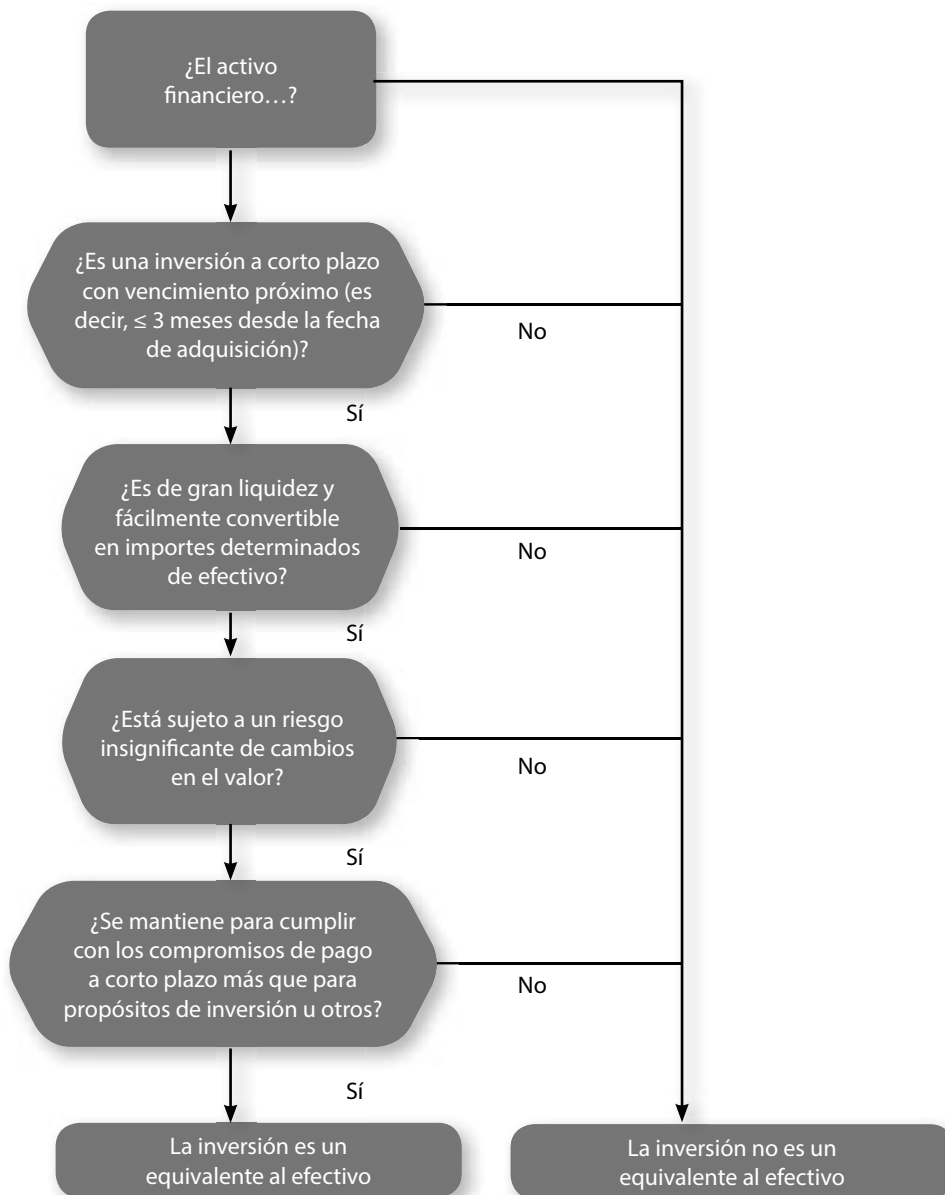 ¿El activo
financiero…?
¿Es una inversión a corto plazo
con vencimiento próximo (es
decir, ≤ 3 meses desde la fecha
de adquisición)?
No
Sí
¿Es de gran liquidez y
fácilmente convertible
en importes determinados
de efectivo?
No
Sí
¿Está sujeto a un riesgo
insignificante de cambios
en el valor?
No
Sí
¿Se mantiene para cumplir
con los compromisos de pago
a corto plazo más que para
propósitos de inversión u otros?
No
Sí
La inversión es un
equivalente al efectivo
La inversión no es un
equivalente al efectivo